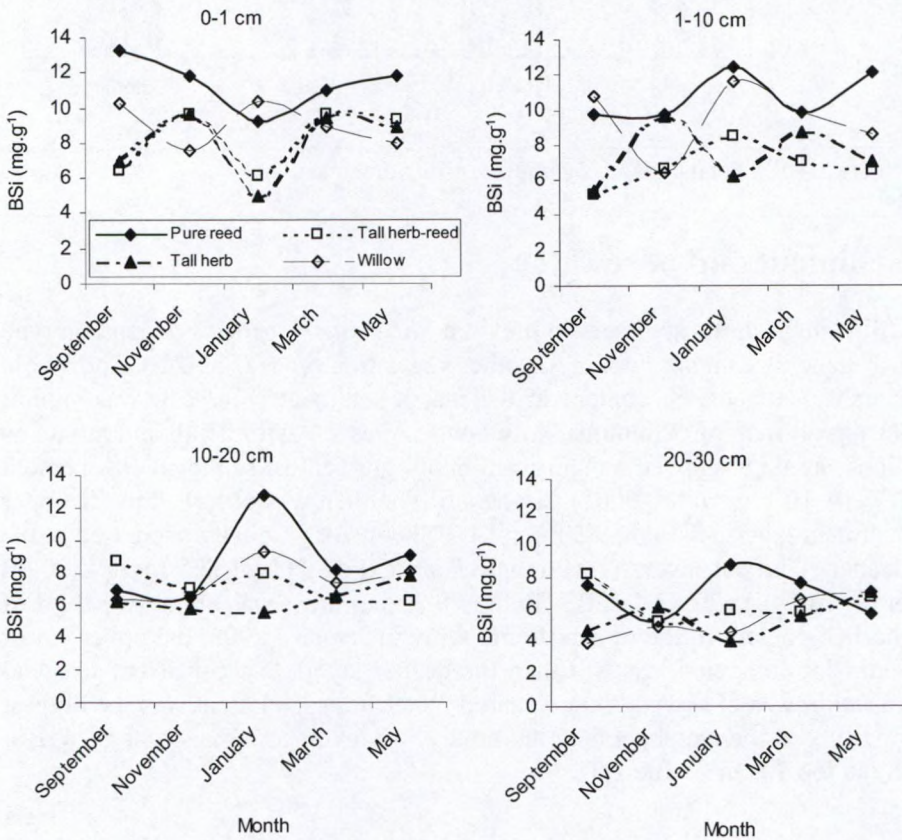 0-1 cm
14
12
10
8
6
4
2
0
BSi (mg.g-1)
Pure reed
Tall herb-reed
Tall herb
Willow
September
November
January
March
May
1-10 cm
14
12
10
8
6
4
2
0
BSi (mg.g-1)
September
November
January
March
May
10-20 cm
14
12
10
8
6
4
2
0
BSi (mg.g-1)
September
November
January
March
May
Month
20-30 cm
14
12
10
8
6
4
2
0
BSi (mg.g-1)
September
November
January
March
May
Month